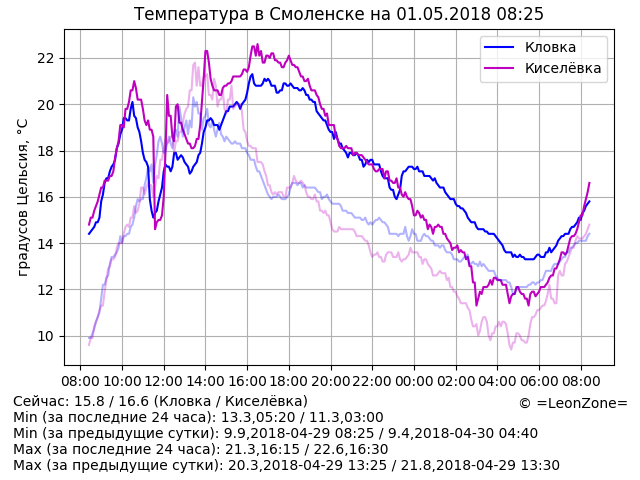 Температура в Смоленске на 01.05.2018 08:25
градусов Цельсия, °C
22
20
18
16
14
12
10
Кловка
Киселёвка
08:00 10:00 12:00 14:00 16:00 18:00 20:00 22:00 00:00 02:00 04:00 06:00 08:00
Сейчас: 15.8 / 16.6 (Кловка / Киселёвка)
© =LeonZone=
Min (за последние 24 часа): 13.3,05:20 / 11.3,03:00
Min (за предыдущие сутки): 9.9,2018-04-29 08:25 / 9.4,2018-04-30 04:40
Max (за последние 24 часа): 21.3,16:15 / 22.6,16:30
Max (за предыдущие сутки): 20.3,2018-04-29 13:25 / 21.8,2018-04-29 13:30